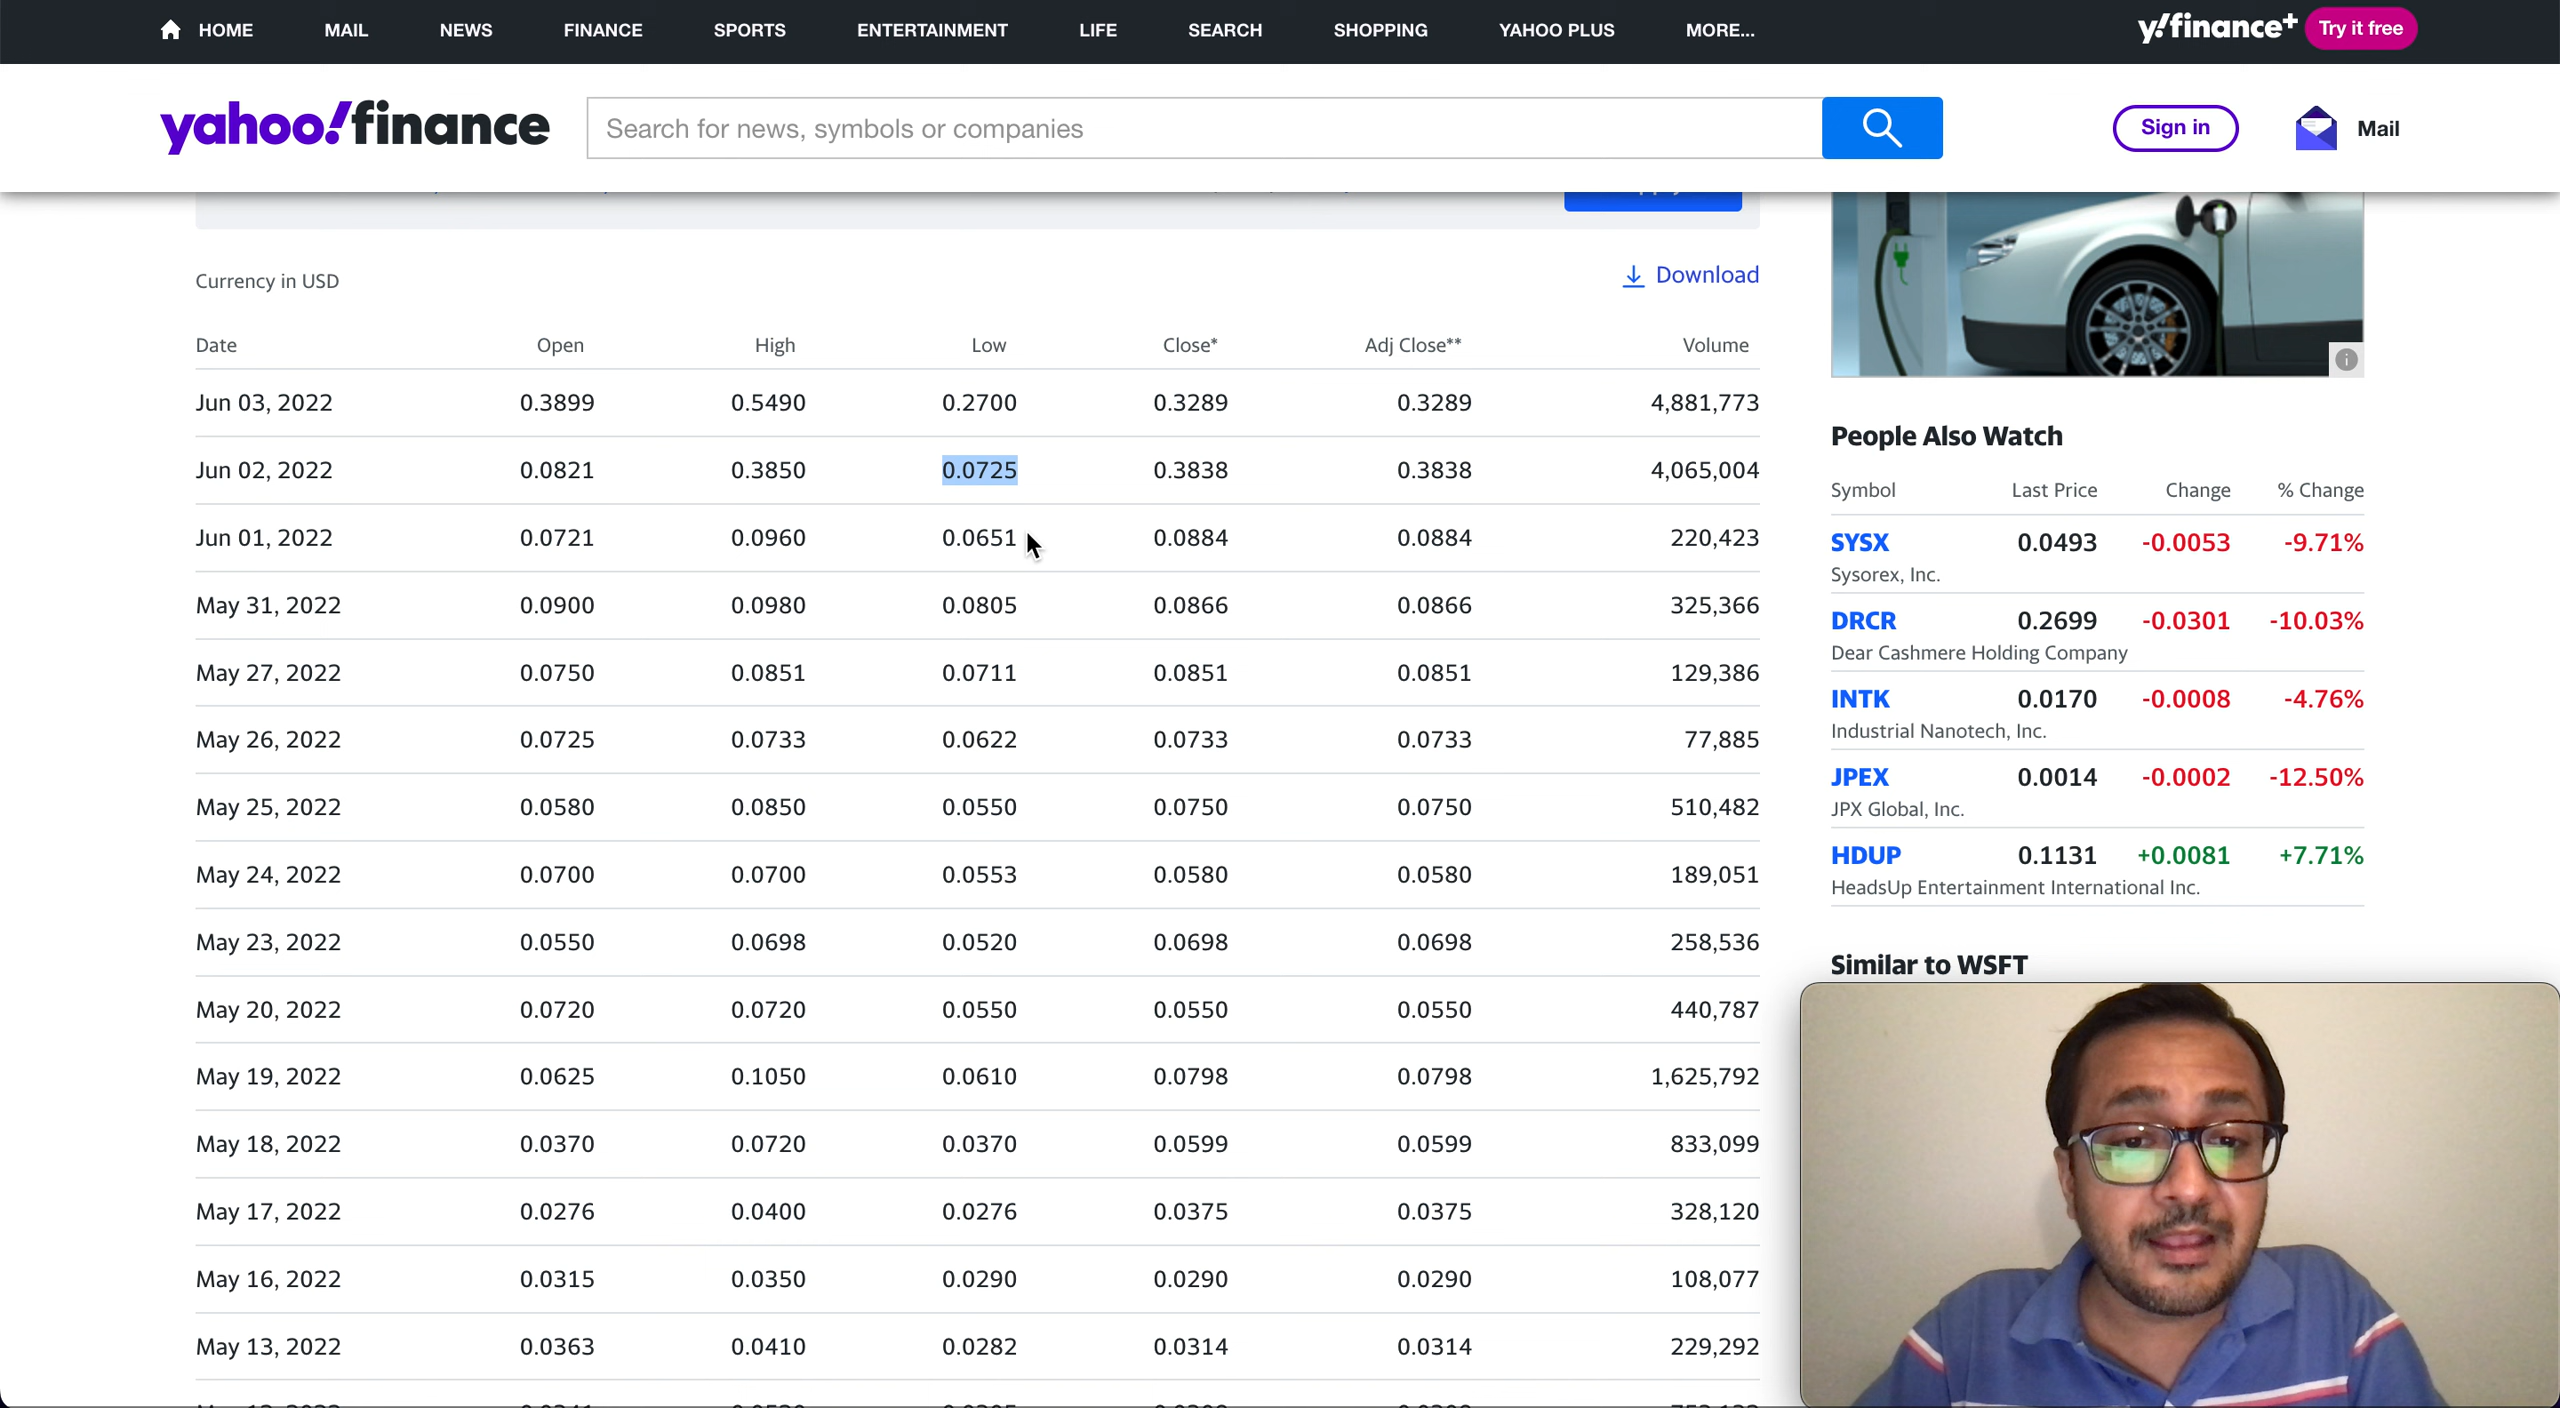 HOME MAIL NEWS FINANCE SPORTS ENTERTAINMENT LIFE SEARCH SHOPPING YAHOO PLUS MORE... y!finance+ Try it free
yahoo!finance Search for news, symbols or companies Sign in Mail
Currency in USD Download
Date Open High Low Close* Adj Close** Volume
Jun 03, 2022 0.3899 0.5490 0.2700 0.3289 0.3289 4,881,773
Jun 02, 2022 0.0821 0.3850 0.0725 0.3838 0.3838 4,065,004
Jun 01, 2022 0.0721 0.0960 0.0651 0.0884 0.0884 220,423
May 31, 2022 0.0900 0.0980 0.0805 0.0866 0.0866 325,366
May 27, 2022 0.0750 0.0851 0.0711 0.0851 0.0851 129,386
May 26, 2022 0.0725 0.0733 0.0622 0.0733 0.0733 77,885
May 25, 2022 0.0580 0.0850 0.0550 0.0750 0.0750 510,482
May 24, 2022 0.0700 0.0700 0.0553 0.0580 0.0580 189,051
May 23, 2022 0.0550 0.0698 0.0520 0.0698 0.0698 258,536
May 20, 2022 0.0720 0.0720 0.0550 0.0550 0.0550 440,787
May 19, 2022 0.0625 0.1050 0.0610 0.0798 0.0798 1,625,792
May 18, 2022 0.0370 0.0720 0.0370 0.0599 0.0599 833,099
May 17, 2022 0.0276 0.0400 0.0276 0.0375 0.0375 328,120
May 16, 2022 0.0315 0.0350 0.0290 0.0290 0.0290 108,077
May 13, 2022 0.0363 0.0410 0.0282 0.0314 0.0314 229,292
People Also Watch
Symbol Last Price Change % Change
SYSX 0.0493 -0.0053 -9.71%
Sysorex, Inc.
DRCR 0.2699 -0.0301 -10.03%
Dear Cashmere Holding Company
INTK 0.0170 -0.0008 -4.76%
Industrial Nanotech, Inc.
JPEX 0.0014 -0.0002 -12.50%
JPX Global, Inc.
HDUP 0.1131 +0.0081 +7.71%
HeadsUp Entertainment International Inc.
Similar to WSFT